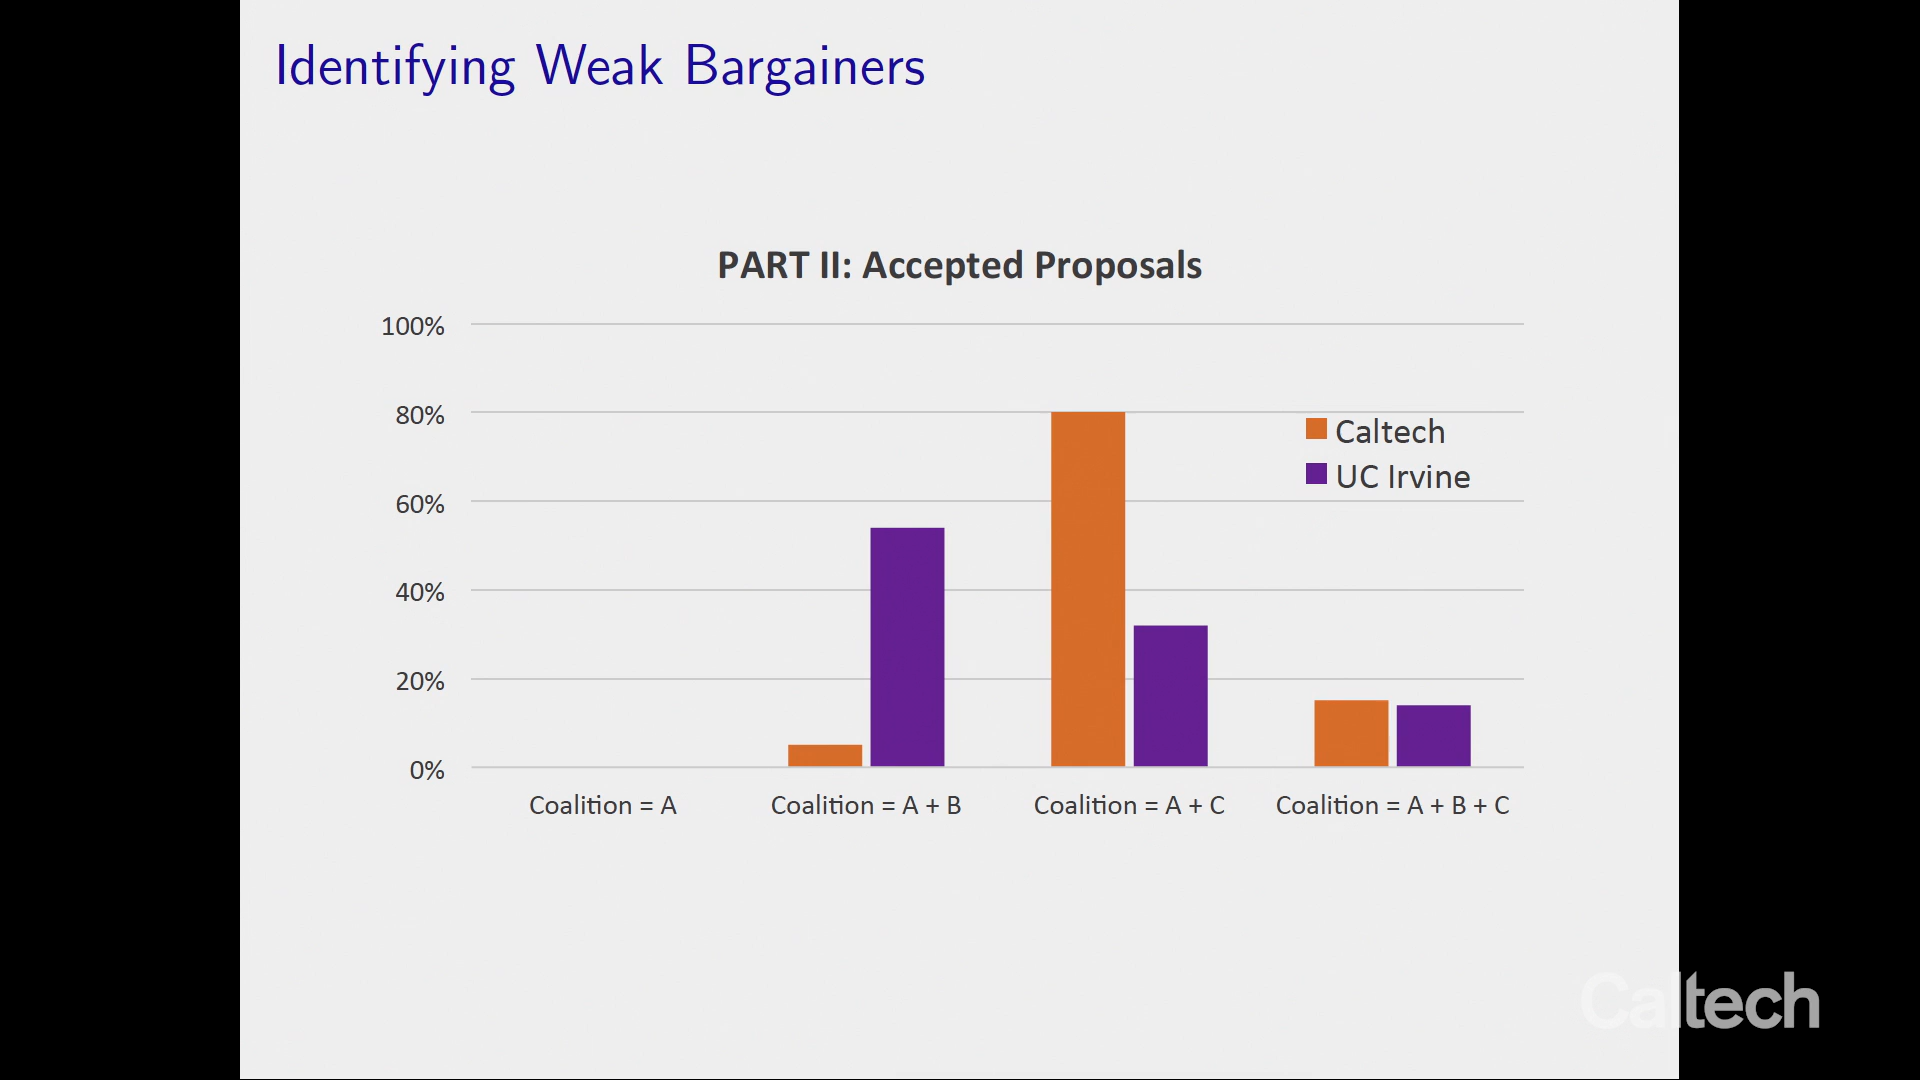 Identifying Weak Bargainers
PART II: Accepted Proposals
100%
80%
60%
40%
20%
0%
Caltech
UC Irvine
Coalition = A
Coalition = A + B
Coalition = A + C
Coalition = A + B + C
Caltech